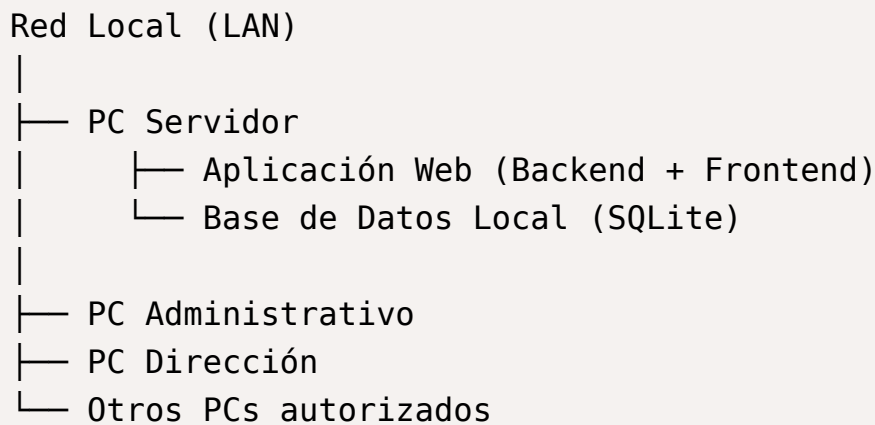 Red Local (LAN)
│
├── PC Servidor
│     ├── Aplicación Web (Backend + Frontend)
│     └── Base de Datos Local (SQLite)
│
├── PC Administrativo
├── PC Dirección
└── Otros PCs autorizados